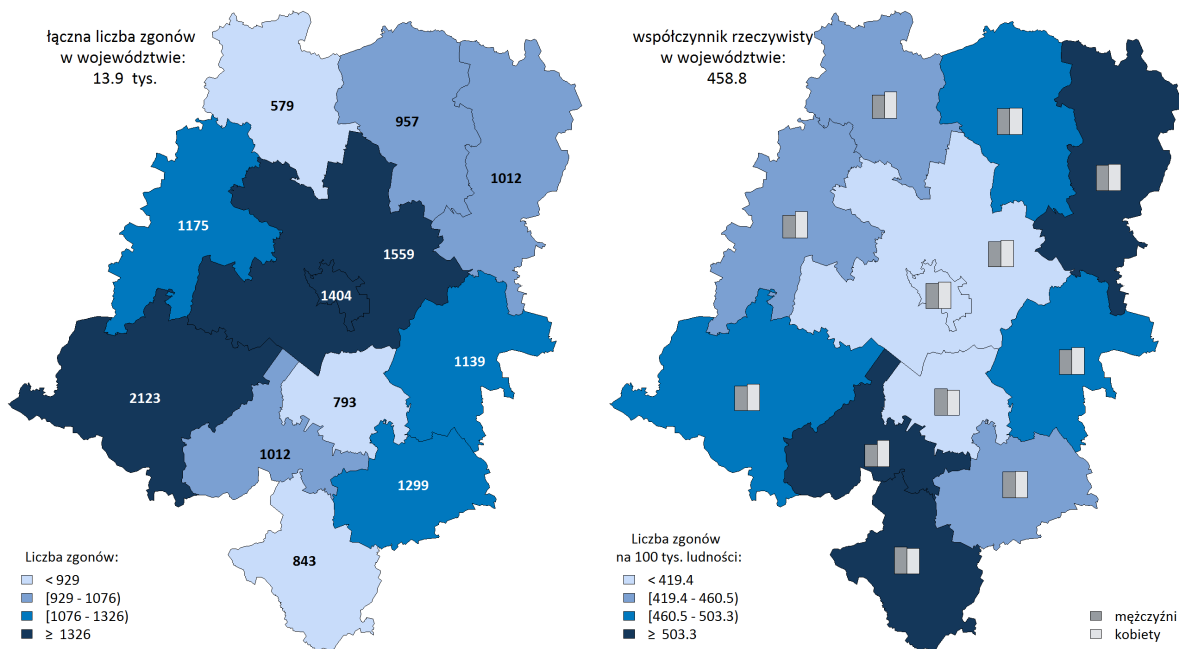 łączna liczba zgonów
w województwie:
13.9 tys.
579
957
1012
1175
1559
1404
1139
2123
793
1012
1299
843
Liczba zgonów:
< 929
[929 - 1076)
[1076 - 1326)
≥ 1326
współczynnik rzeczywisty
w województwie:
458.8
Liczba zgonów
na 100 tys. ludności:
< 419.4
[419.4 - 460.5)
[460.5 - 503.3)
≥ 503.3
mężczyźni
kobiety